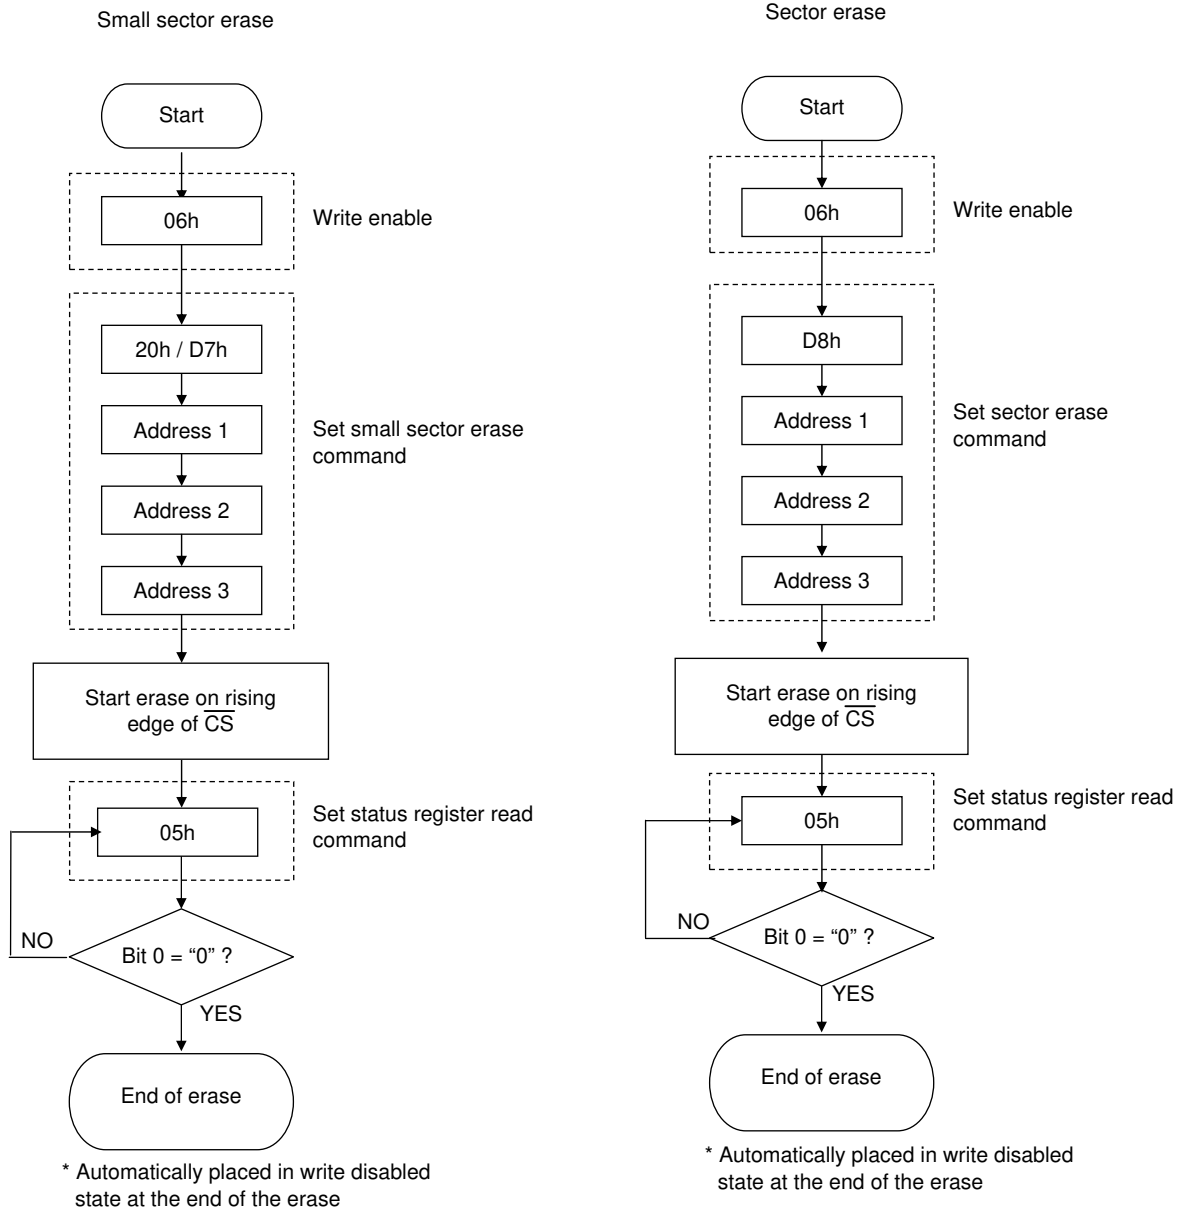 Small sector erase
Start
06h
Write enable
20h / D7h
Address 1
Set small sector erase
command
Address 2
Address 3
Start erase on rising
edge of C̅S̅
Set status register read
command
05h
NO
Bit 0 = “0” ?
YES
End of erase
* Automatically placed in write disabled
state at the end of the erase
Sector erase
Start
06h
Write enable
D8h
Address 1
Set sector erase
command
Address 2
Address 3
Start erase on rising
edge of C̅S̅
Set status register read
command
05h
NO
Bit 0 = “0” ?
YES
End of erase
* Automatically placed in write disabled
state at the end of the erase